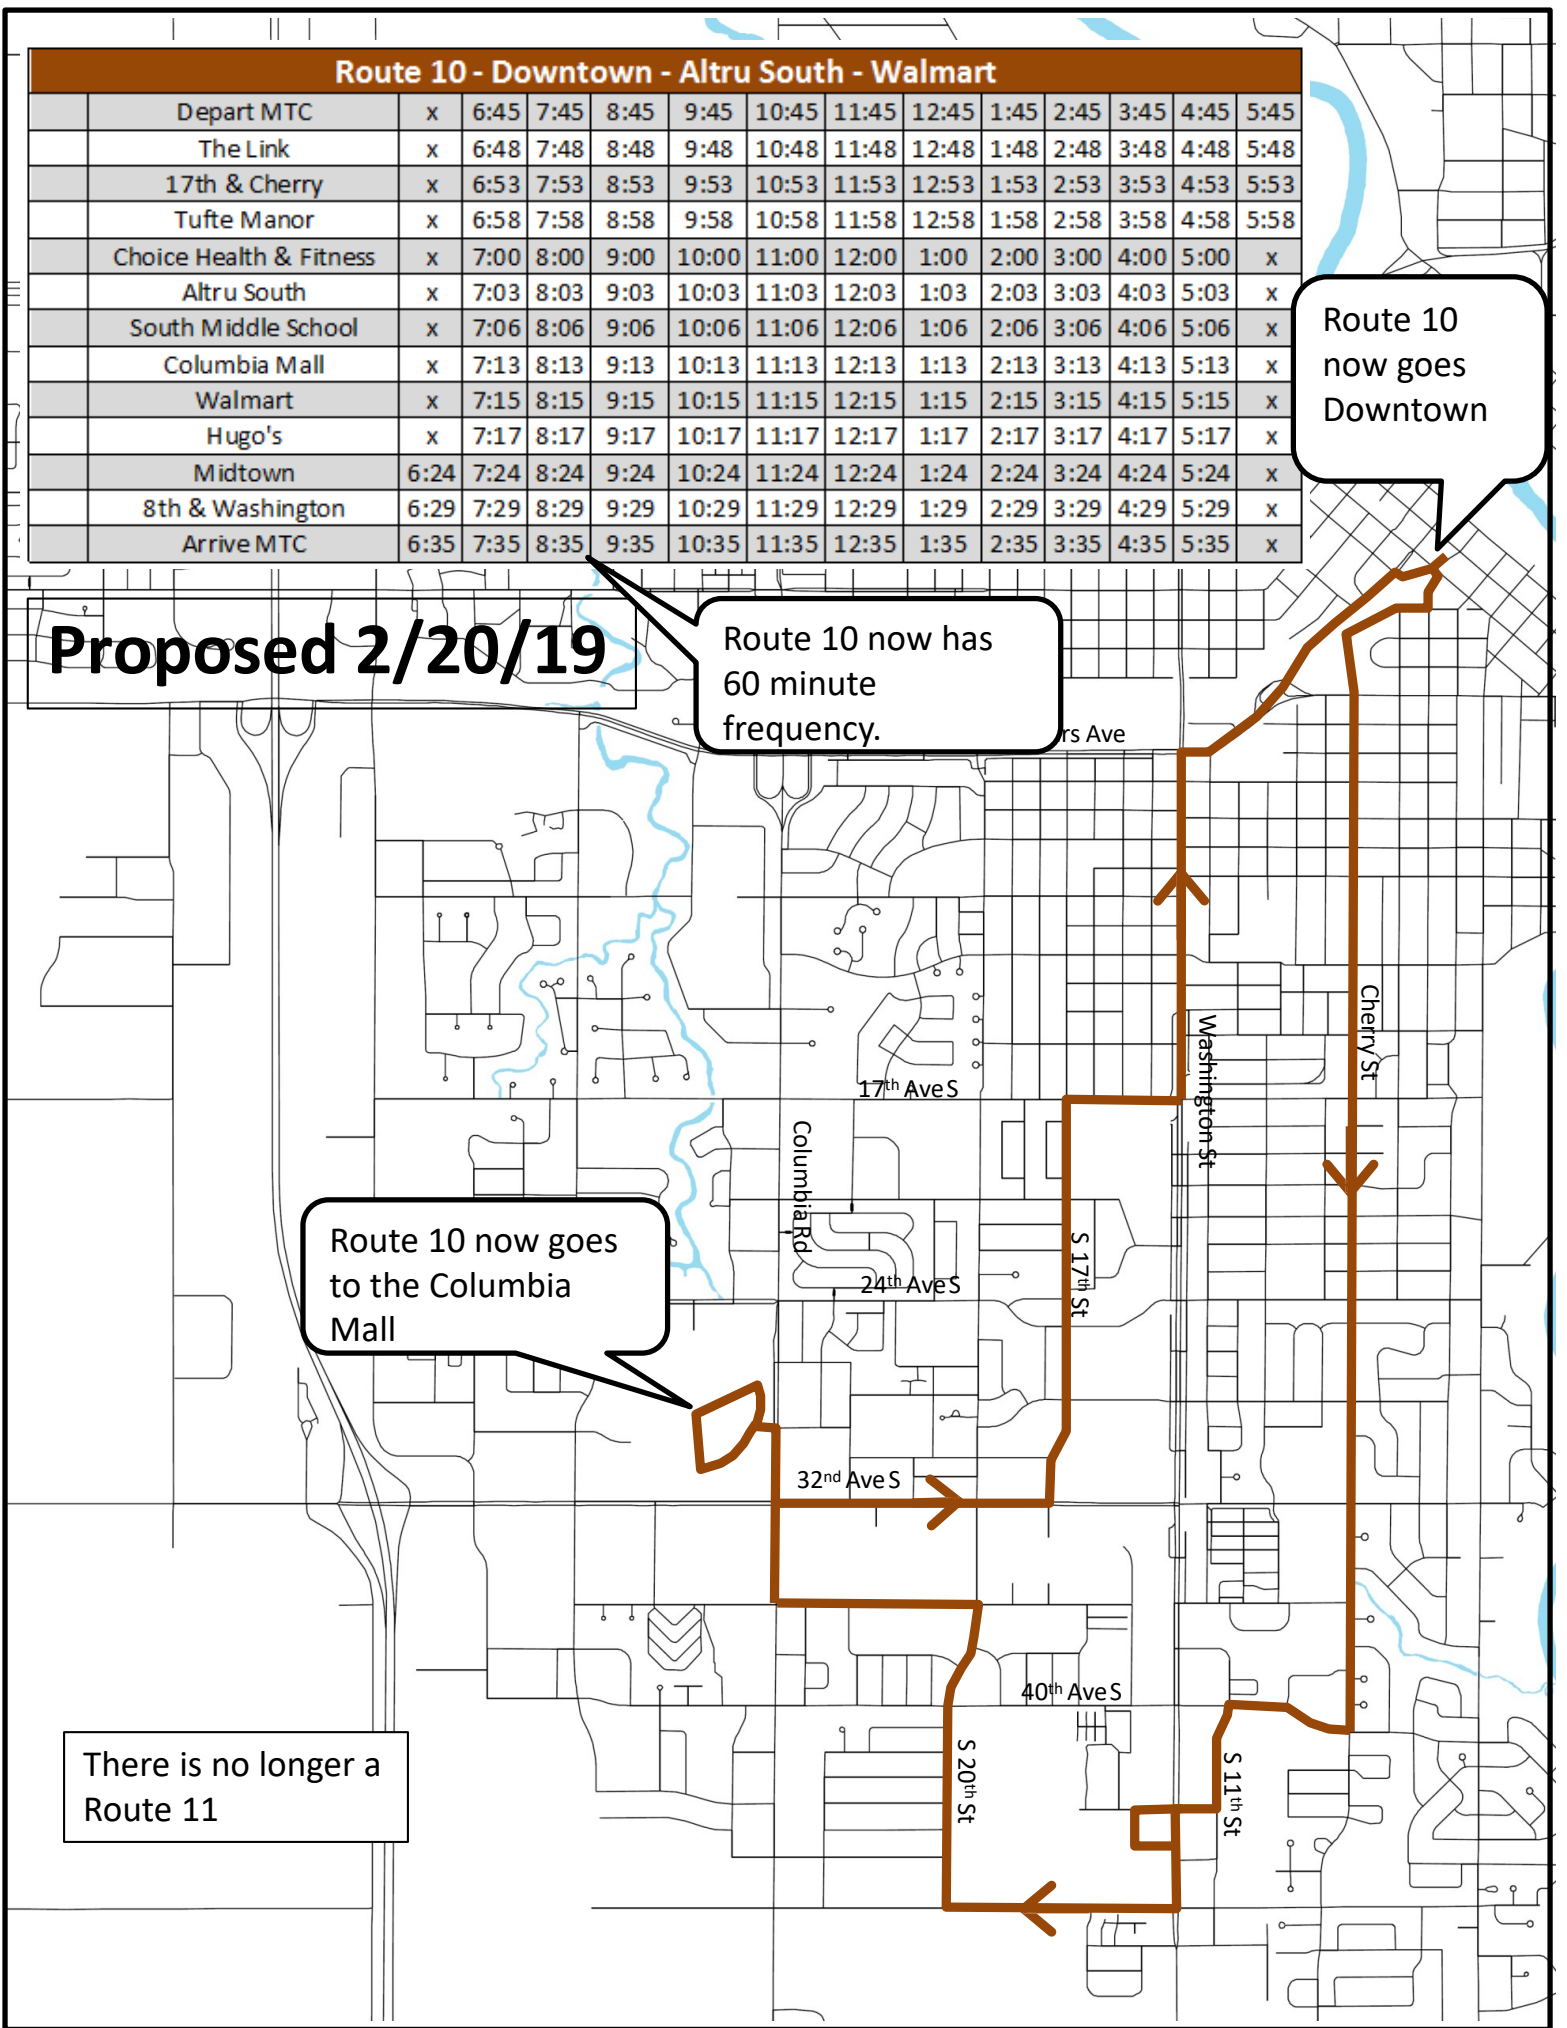 Route 10 - Downtown - Altru South - Walmart
Depart MTC x 6:45 7:45 8:45 9:45 10:45 11:45 12:45 1:45 2:45 3:45 4:45 5:45
The Link x 6:48 7:48 8:48 9:48 10:48 11:48 12:48 1:48 2:48 3:48 4:48 5:48
17th & Cherry x 6:53 7:53 8:53 9:53 10:53 11:53 12:53 1:53 2:53 3:53 4:53 5:53
Tufte Manor x 6:58 7:58 8:58 9:58 10:58 11:58 12:58 1:58 2:58 3:58 4:58 5:58
Choice Health & Fitness x 7:00 8:00 9:00 10:00 11:00 12:00 1:00 2:00 3:00 4:00 5:00 x
Altru South x 7:03 8:03 9:03 10:03 11:03 12:03 1:03 2:03 3:03 4:03 5:03 x
South Middle School x 7:06 8:06 9:06 10:06 11:06 12:06 1:06 2:06 3:06 4:06 5:06 x
Columbia Mall x 7:13 8:13 9:13 10:13 11:13 12:13 1:13 2:13 3:13 4:13 5:13 x
Walmart x 7:15 8:15 9:15 10:15 11:15 12:15 1:15 2:15 3:15 4:15 5:15 x
Hugo's x 7:17 8:17 9:17 10:17 11:17 12:17 1:17 2:17 3:17 4:17 5:17 x
Midtown 6:24 7:24 8:24 9:24 10:24 11:24 12:24 1:24 2:24 3:24 4:24 5:24 x
8th & Washington 6:29 7:29 8:29 9:29 10:29 11:29 12:29 1:29 2:29 3:29 4:29 5:29 x
Arrive MTC 6:35 7:35 8:35 9:35 10:35 11:35 12:35 1:35 2:35 3:35 4:35 5:35 x
Route 10
now goes
Downtown
Proposed 2/20/19
Route 10 now has
60 minute
frequency.
rs Ave
Cherry St
Washington St
17th Ave S
Columbia Rd
Route 10 now goes
to the Columbia
Mall
S 17th St
24th Ave S
32nd Ave S
40th Ave S
There is no longer a
Route 11
S 20th St
S 11th St